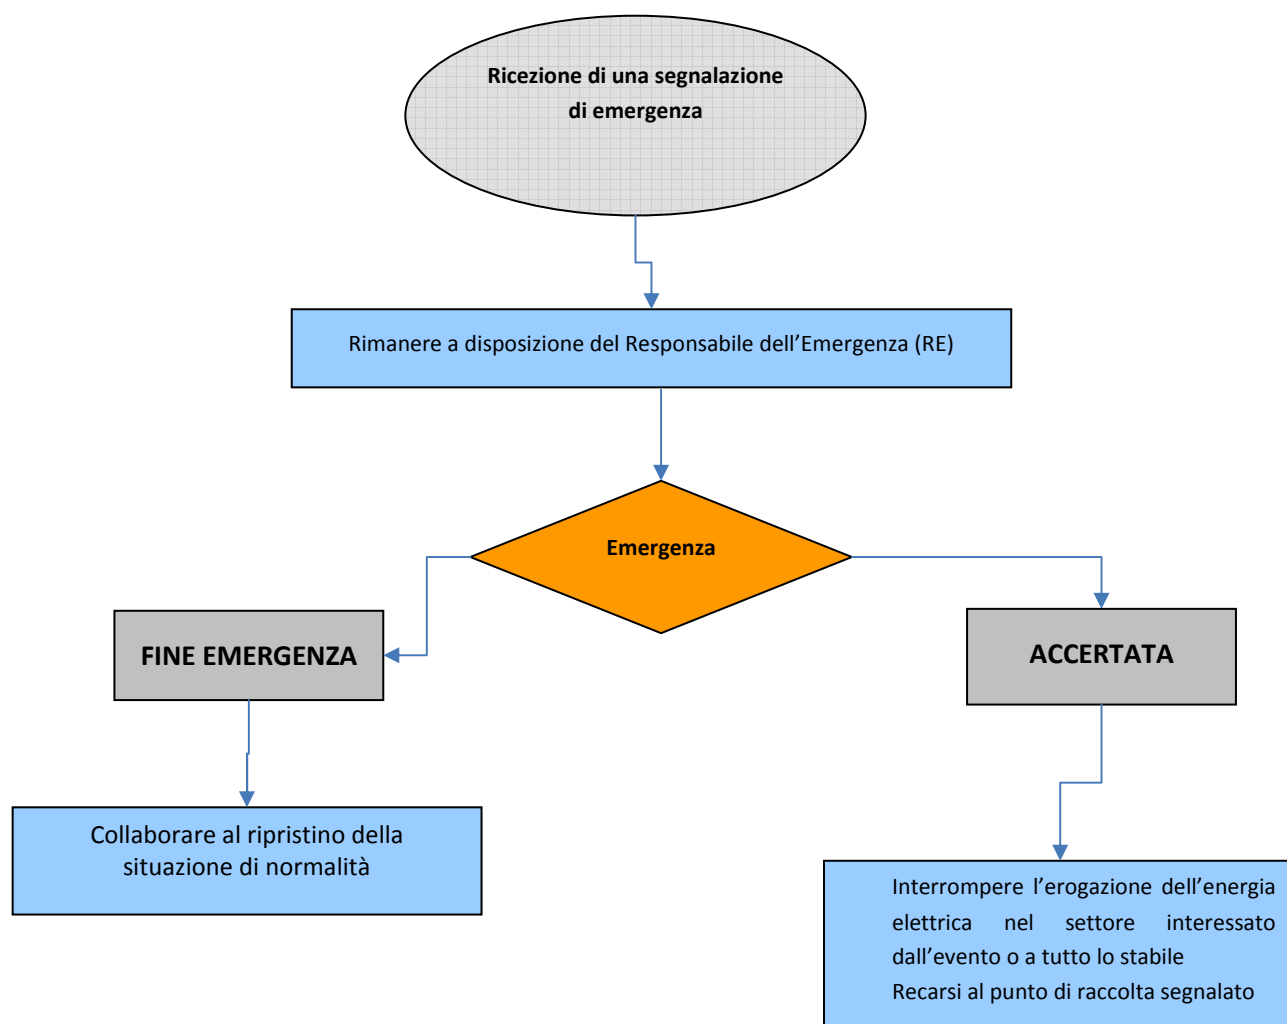 Ricezione di una segnalazione
di emergenza
Rimanere a disposizione del Responsabile dell’Emergenza (RE)
Emergenza
FINE EMERGENZA
ACCERTATA
Collaborare al ripristino della
situazione di normalità
Interrompere l’erogazione dell’energia
elettrica nel settore interessato
dall’evento o a tutto lo stabile
Recarsi al punto di raccolta segnalato